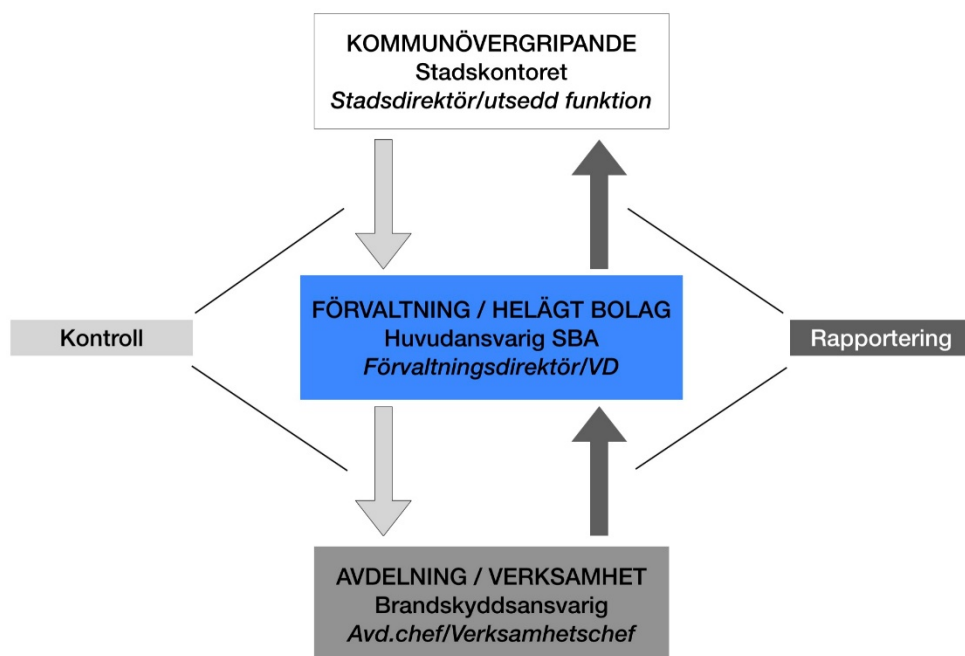 KOMMUNÖVERGRIPANDE
Stadskontoret
Stadsdirektör/utsedd funktion
FÖRVALTNING / HELÄGT BOLAG
Huvudansvarig SBA
Förvaltningsdirektör/VD
Kontroll
Rapportering
AVDELNING / VERKSAMHET
Brandskyddsansvarig
Avd.chef/Verksamhetschef